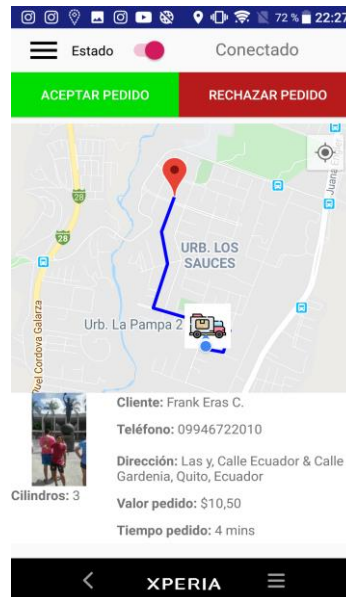 72 % 22:27
Estado Conectado
ACEPTAR PEDIDO RECHAZAR PEDIDO
28
28
URB. LOS
SAUCES
Urb. La Pampa 2
Cordova Galarza
Cliente: Frank Eras C.
Teléfono: 09946722010
Dirección: Las y, Calle Ecuador & Calle
Gardenia, Quito, Ecuador
Cilindros: 3
Valor pedido: $10,50
Tiempo pedido: 4 mins
XPERIA